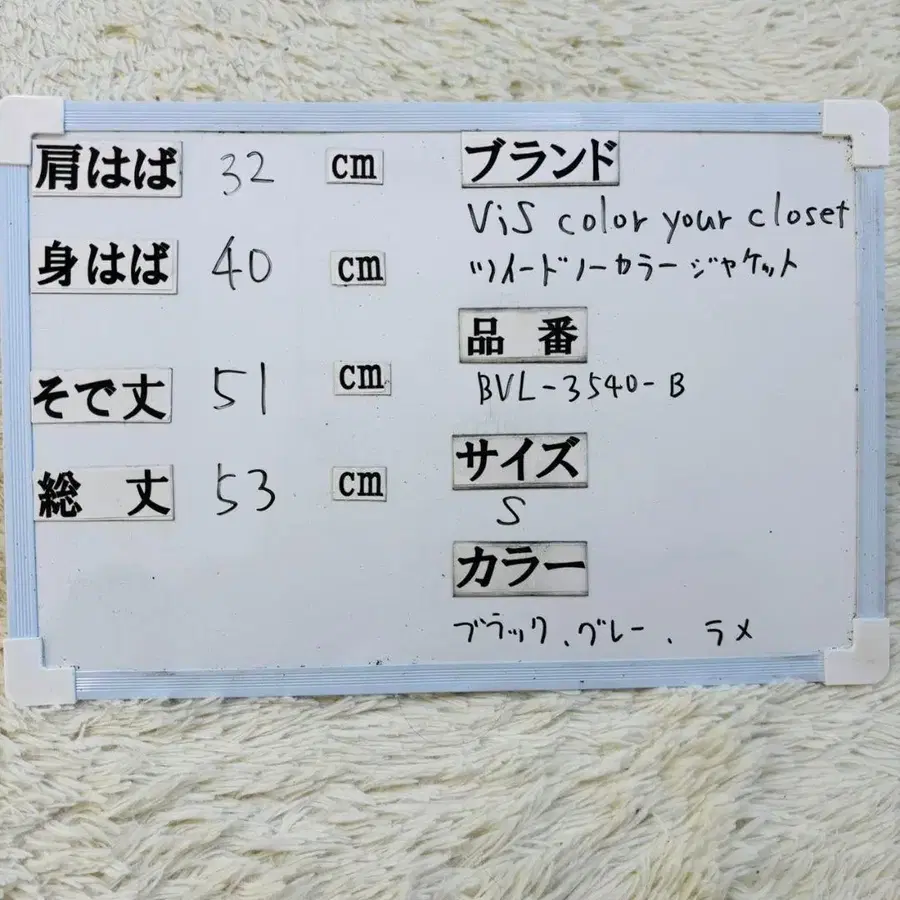 肩はば 32 cm
身はば 40 cm
そで丈 51 cm
総丈 53 cm
ブランド
ViS color your closet
ツイードノーカラージャケット
品番
BVL-3540-B
サイズ
S
カラー
ブラック、グレー、ラメ